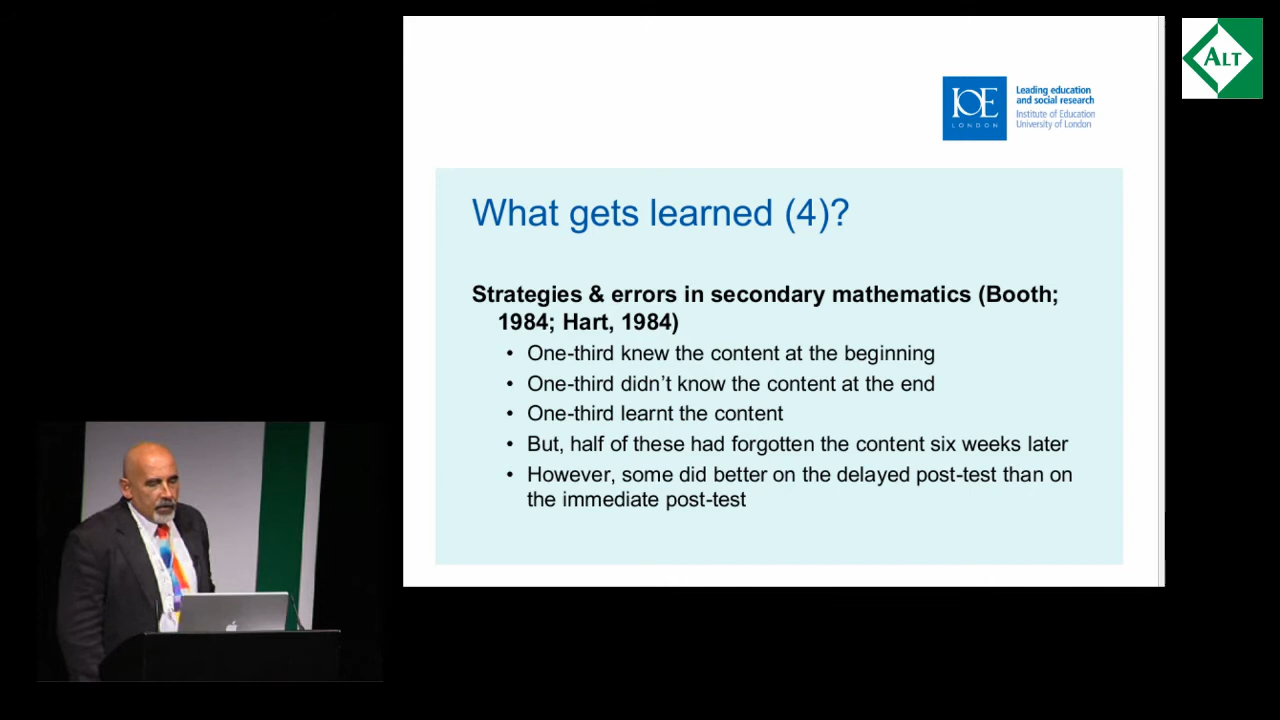 ALT
IOE
LONDON
Leading education
and social research
Institute of Education
University of London
What gets learned (4)?
Strategies & errors in secondary mathematics (Booth;
1984; Hart, 1984)
• One-third knew the content at the beginning
• One-third didn’t know the content at the end
• One-third learnt the content
• But, half of these had forgotten the content six weeks later
• However, some did better on the delayed post-test than on
the immediate post-test